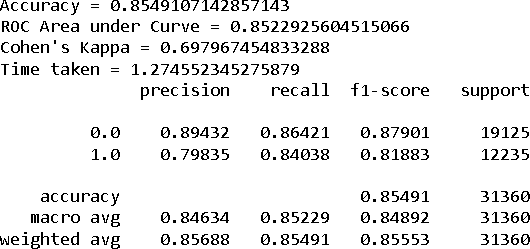 Accuracy = 0.8549107142857143
ROC Area under Curve = 0.8522925604515066
Cohen's Kappa = 0.697967454833288
Time taken = 1.274552345275879
precision recall f1-score support
0.0 0.89432 0.86421 0.87901 19125
1.0 0.79835 0.84038 0.81883 12235
accuracy 0.85491 31360
macro avg 0.84634 0.85229 0.84892 31360
weighted avg 0.85688 0.85491 0.85553 31360